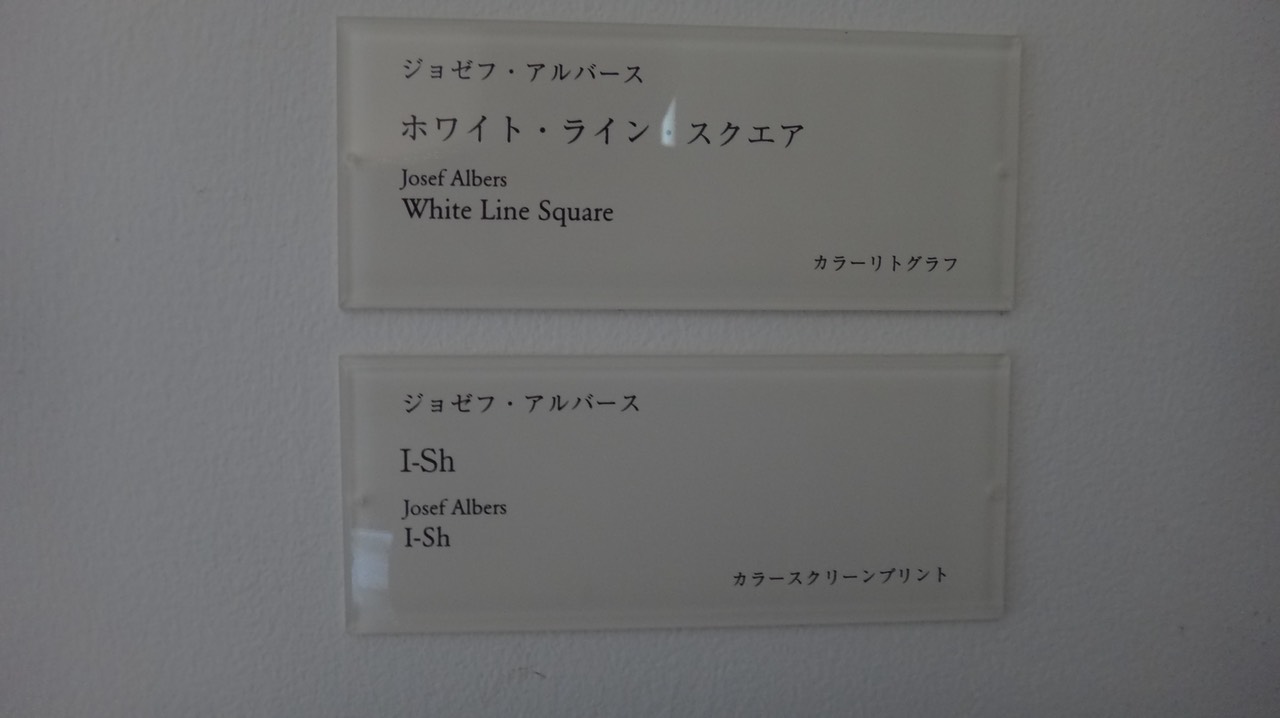 ジョゼフ・アルバース
ホワイト・ライン・スクエア
Josef Albers
White Line Square
カラーリトグラフ
ジョゼフ・アルバース
I-Sh
Josef Albers
I-Sh
カラースクリーンプリント